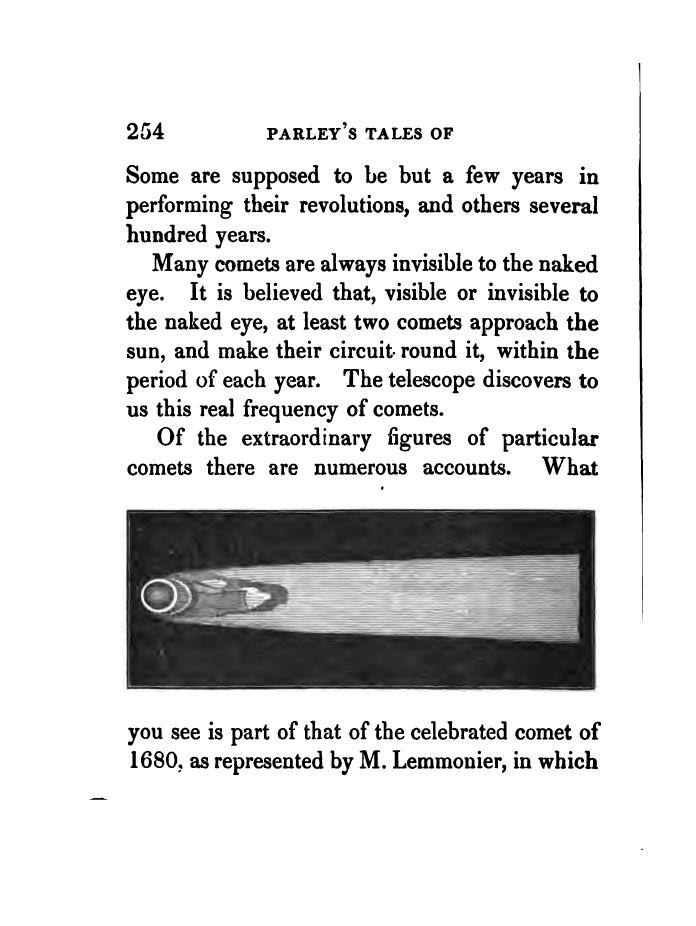 254 PARLEY'S TALES OF
Some are supposed to be but a few years in
performing their revolutions, and others several
hundred years.
Many comets are always invisible to the naked
eye. It is believed that, visible or invisible to
the naked eye, at least two comets approach the
sun, and make their circuit round it, within the
period of each year. The telescope discovers to
us this real frequency of comets.
Of the extraordinary figures of particular
comets there are numerous accounts. What
you see is part of that of the celebrated comet of
1680, as represented by M. Lemmonier, in which